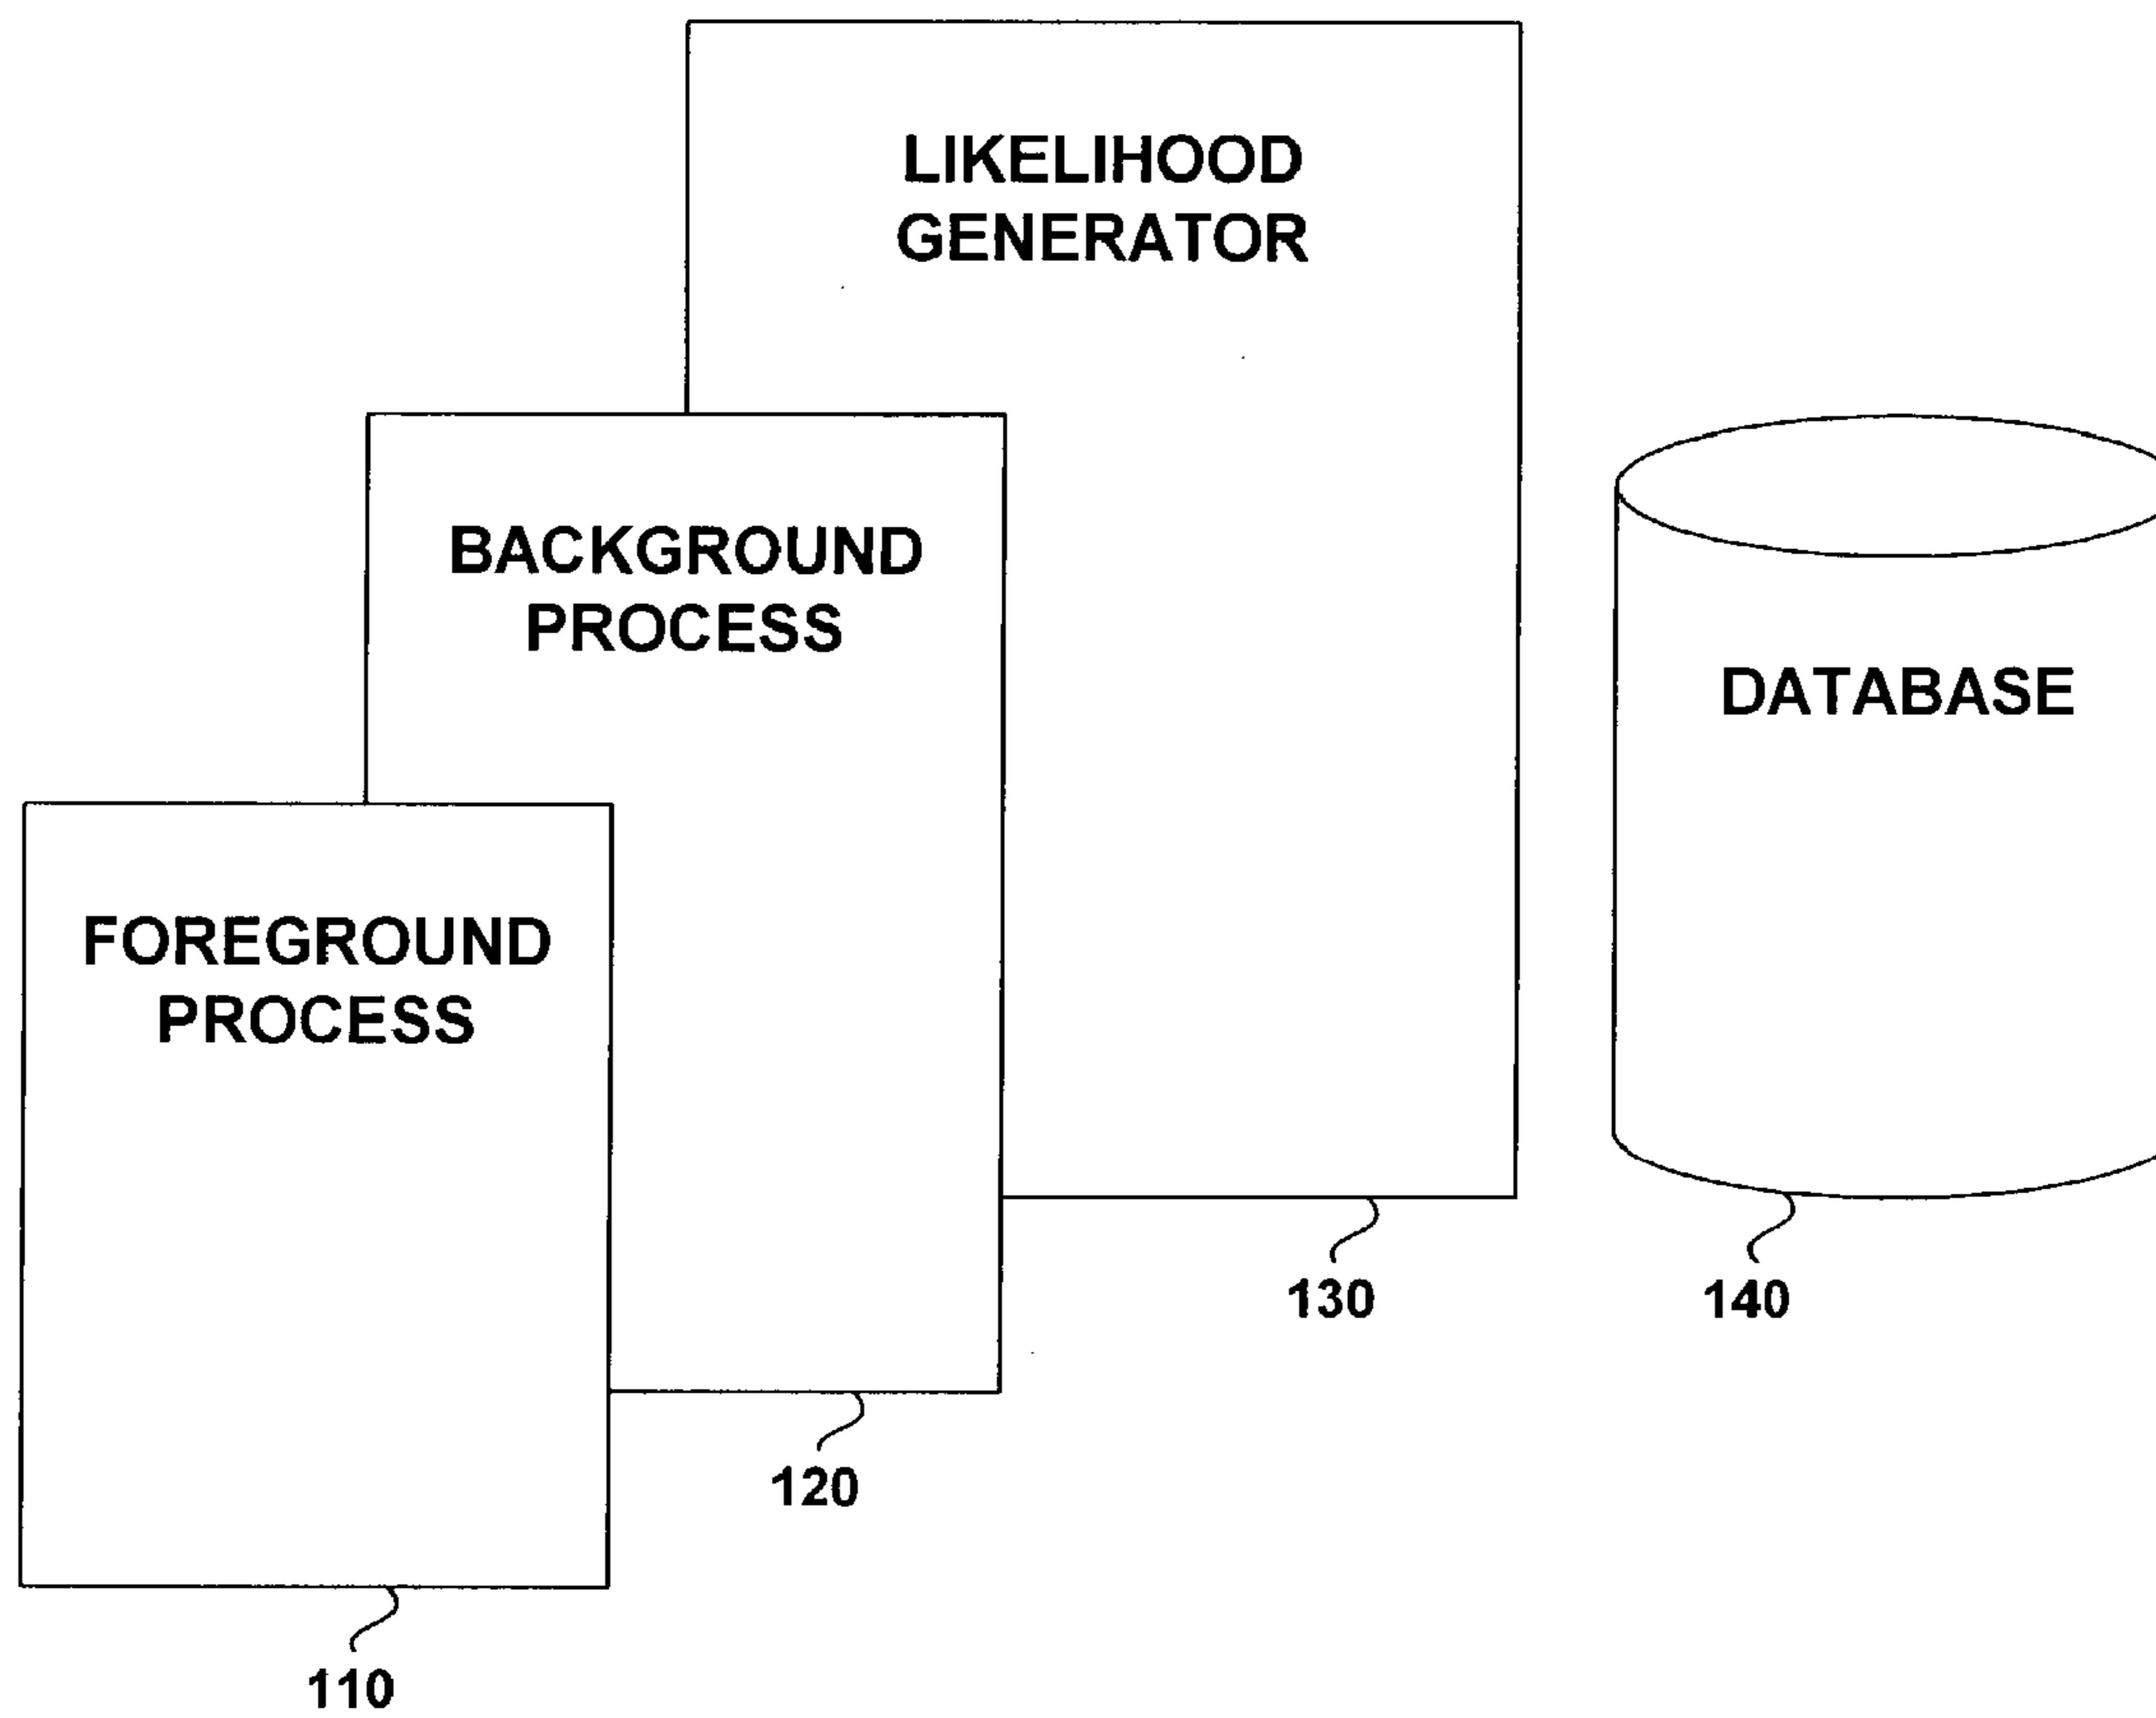 LIKELIHOOD
GENERATOR
BACKGROUND
PROCESS
DATABASE
FOREGROUND
PROCESS
130
140
120
110